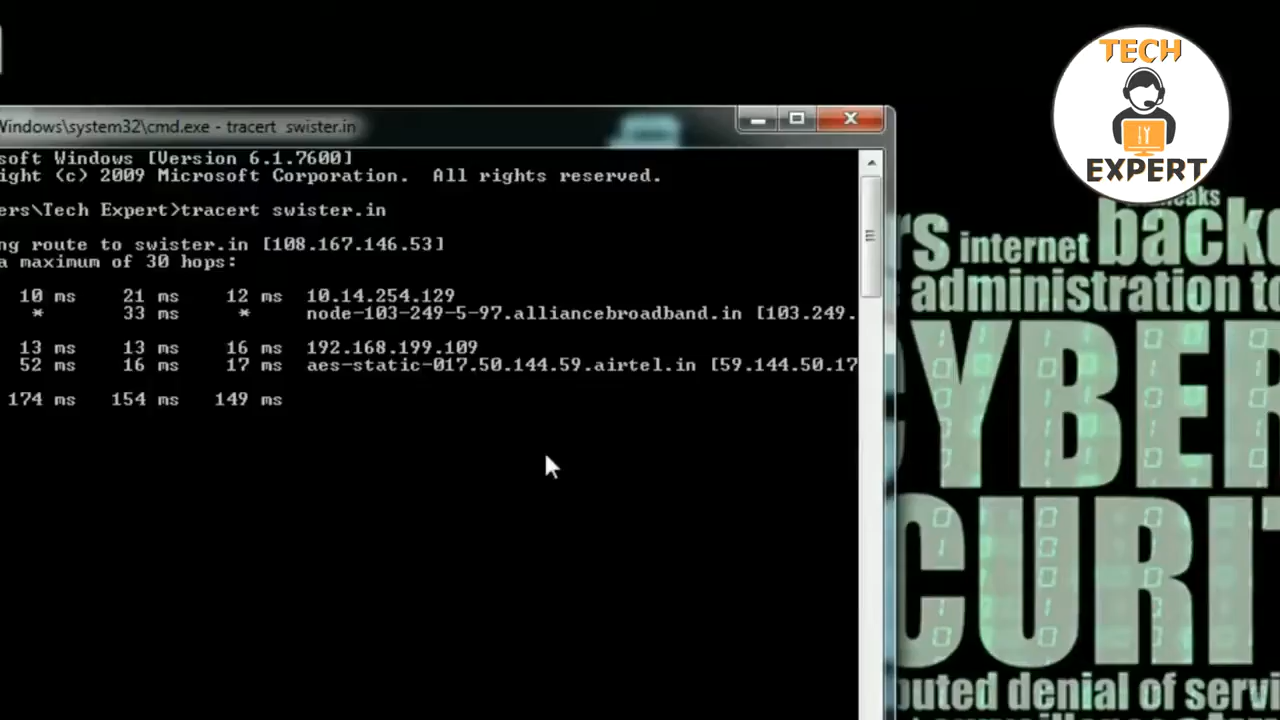 TECH
EXPERT
Windows\system32\cmd.exe - tracert swister.in
soft Windows [Version 6.1.7600]
ight (c) 2009 Microsoft Corporation. All rights reserved.
ers\Tech Expert>tracert swister.in
ng route to swister.in [108.167.146.53]
a maximum of 30 hops:
10 ms 21 ms 12 ms 10.14.254.129
* 33 ms * node-103-249-5-97.alliancebroadband.in [103.249.
13 ms 13 ms 16 ms 192.168.199.109
52 ms 16 ms 17 ms aes-static-017.50.144.59.airtel.in [59.144.50.17
174 ms 154 ms 149 ms
rs internet backo
administration to
CYBER
CURIT
buted denial of servi